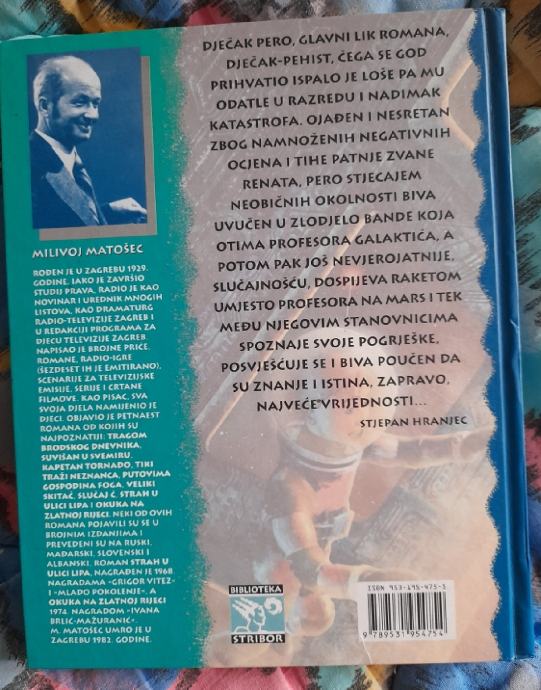 MILIVOJ MATOŠEC
ROĐEN JE U ZAGREBU 1929.
GODINE. IAKO JE ZAVRŠIO
STUDIJ PRAVA, RADIO JE KAO
NOVINAR I UREDNIK MNOGIH
LISTOVA, KAO DRAMATURG
RADIO-TELEVIZIJE ZAGREB I
U REDAKCIJI PROGRAMA ZA
DJECU TELEVIZIJE ZAGREB.
NAPISAO JE BROJNE PRIČE,
ROMANE, RADIO-IGRE
(ŠEZDESET IH JE EMITIRANO),
SCENARIJE ZA TELEVIZIJSKE
EMISIJE, SERIJE I CRTANE
FILMOVE. KAO PISAC, SVA
SVOJA DJELA NAMIJENIO JE
DJECI. OBJAVIO JE PETNAEST
ROMANA OD KOJIH SU
NAJPOZNATIJI: TRAGOM
BRODSKOG DNEVNIKA,
SUVIŠAN U SVEMIRU,
KAPETAN TORNADO, TIKI
TRAŽI NEZNANCA, PUTOVIMA
GOSPODINA FOGA, VELIKI
SKITAČ, SLUČAJ Ć, STRAH U
ULICI LIPA I OKUKA NA
ZLATNOJ RIJECI. NEKI OD OVIH
ROMANA POJAVILI SU SE U
BROJNIM IZDANJIMA I
PREVEDENI SU NA RUSKI,
MAĐARSKI, SLOVENSKI I
ALBANSKI. ROMAN STRAH U
ULICI LIPA, NAGRAĐEN JE 1968.
NAGRADAMA »GRIGOR VITEZ«
I »MLADO POKOLENJE«, A
OKUKA NA ZLATNOJ RIJECI
1974. NAGRADOM »IVANA
BRLIĆ-MAŽURANIĆ«.
M. MATOŠEC UMRO JE U
ZAGREBU 1982. GODINE.
DJEČAK PERO, GLAVNI LIK ROMANA,
DJEČAK-PEHIST, ČEGA SE GOD
PRIHVATIO ISPALO JE LOŠE PA MU
ODATLE U RAZREDU I NADIMAK
KATASTROFA. OJAĐEN I NESRETAN
ZBOG NAMNOŽENIH NEGATIVNIH
OCJENA I TIHE PATNJE ZVANE
RENATA, PERO STJECAJEM
NEOBIČNIH OKOLNOSTI BIVA
UVUČEN U ZLODJELO BANDE KOJA
OTIMA PROFESORA GALAKTIĆA, A
POTOM PAK JOŠ NEVJEROJATNIJE,
SLUČAJNOŠĆU, DOSPIJEVA RAKETOM
UMJESTO PROFESORA NA MARS I TEK
MEĐU NJEGOVIM STANOVNICIMA
SPOZNAJE SVOJE POGRJEŠKE,
POSVJEŠĆUJE SE I BIVA POUČEN DA
SU ZNANJE I ISTINA, ZAPRAVO,
NAJVEĆE VRIJEDNOSTI...
STJEPAN HRANJEC
BIBLIOTEKA
STRIBOR
ISBN 953-195-475-3
9 789531 954754